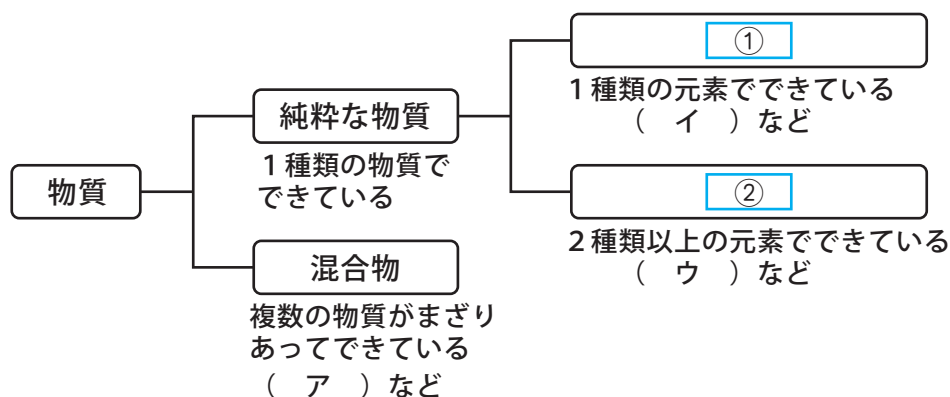 物質
純粋な物質
1種類の物質で
できている
混合物
複数の物質がまざり
あってできている
（　ア　）など
①
1種類の元素でできている
（　イ　）など
②
2種類以上の元素でできている
（　ウ　）など